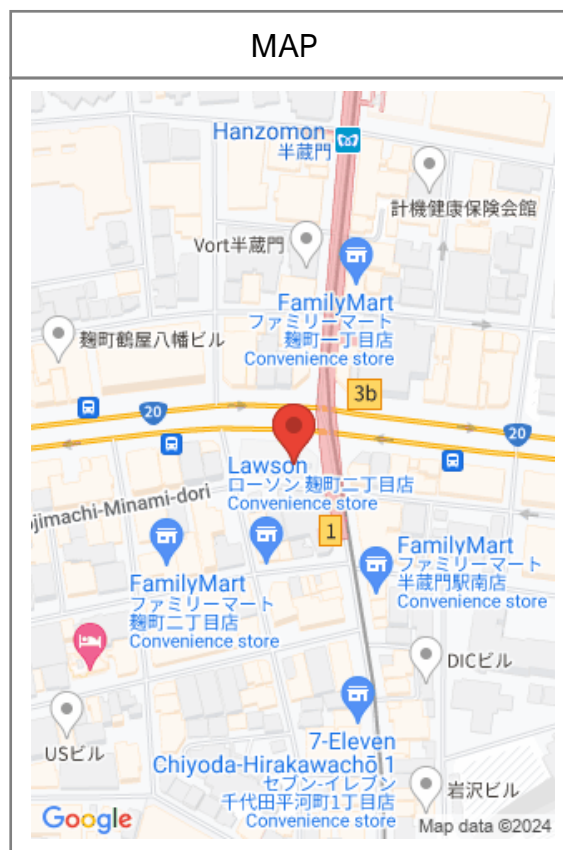 MAP
Hanzomon
半蔵門
計機健康保険会館
Vort半蔵門
FamilyMart
ファミリーマート
麹町一丁目店
Convenience store
麹町鶴屋八幡ビル
3b
20
20
Lawson
ローソン 麹町二丁目店
Convenience store
ojimachi-Minami-dori
1
FamilyMart
ファミリーマート
半蔵門駅南店
Convenience store
FamilyMart
ファミリーマート
麹町二丁目店
Convenience store
DICビル
USビル
7-Eleven
Chiyoda-Hirakawachō 1
セブン-イレブン
千代田平河町1丁目店
Convenience store
岩沢ビル
Google
Map data ©2024